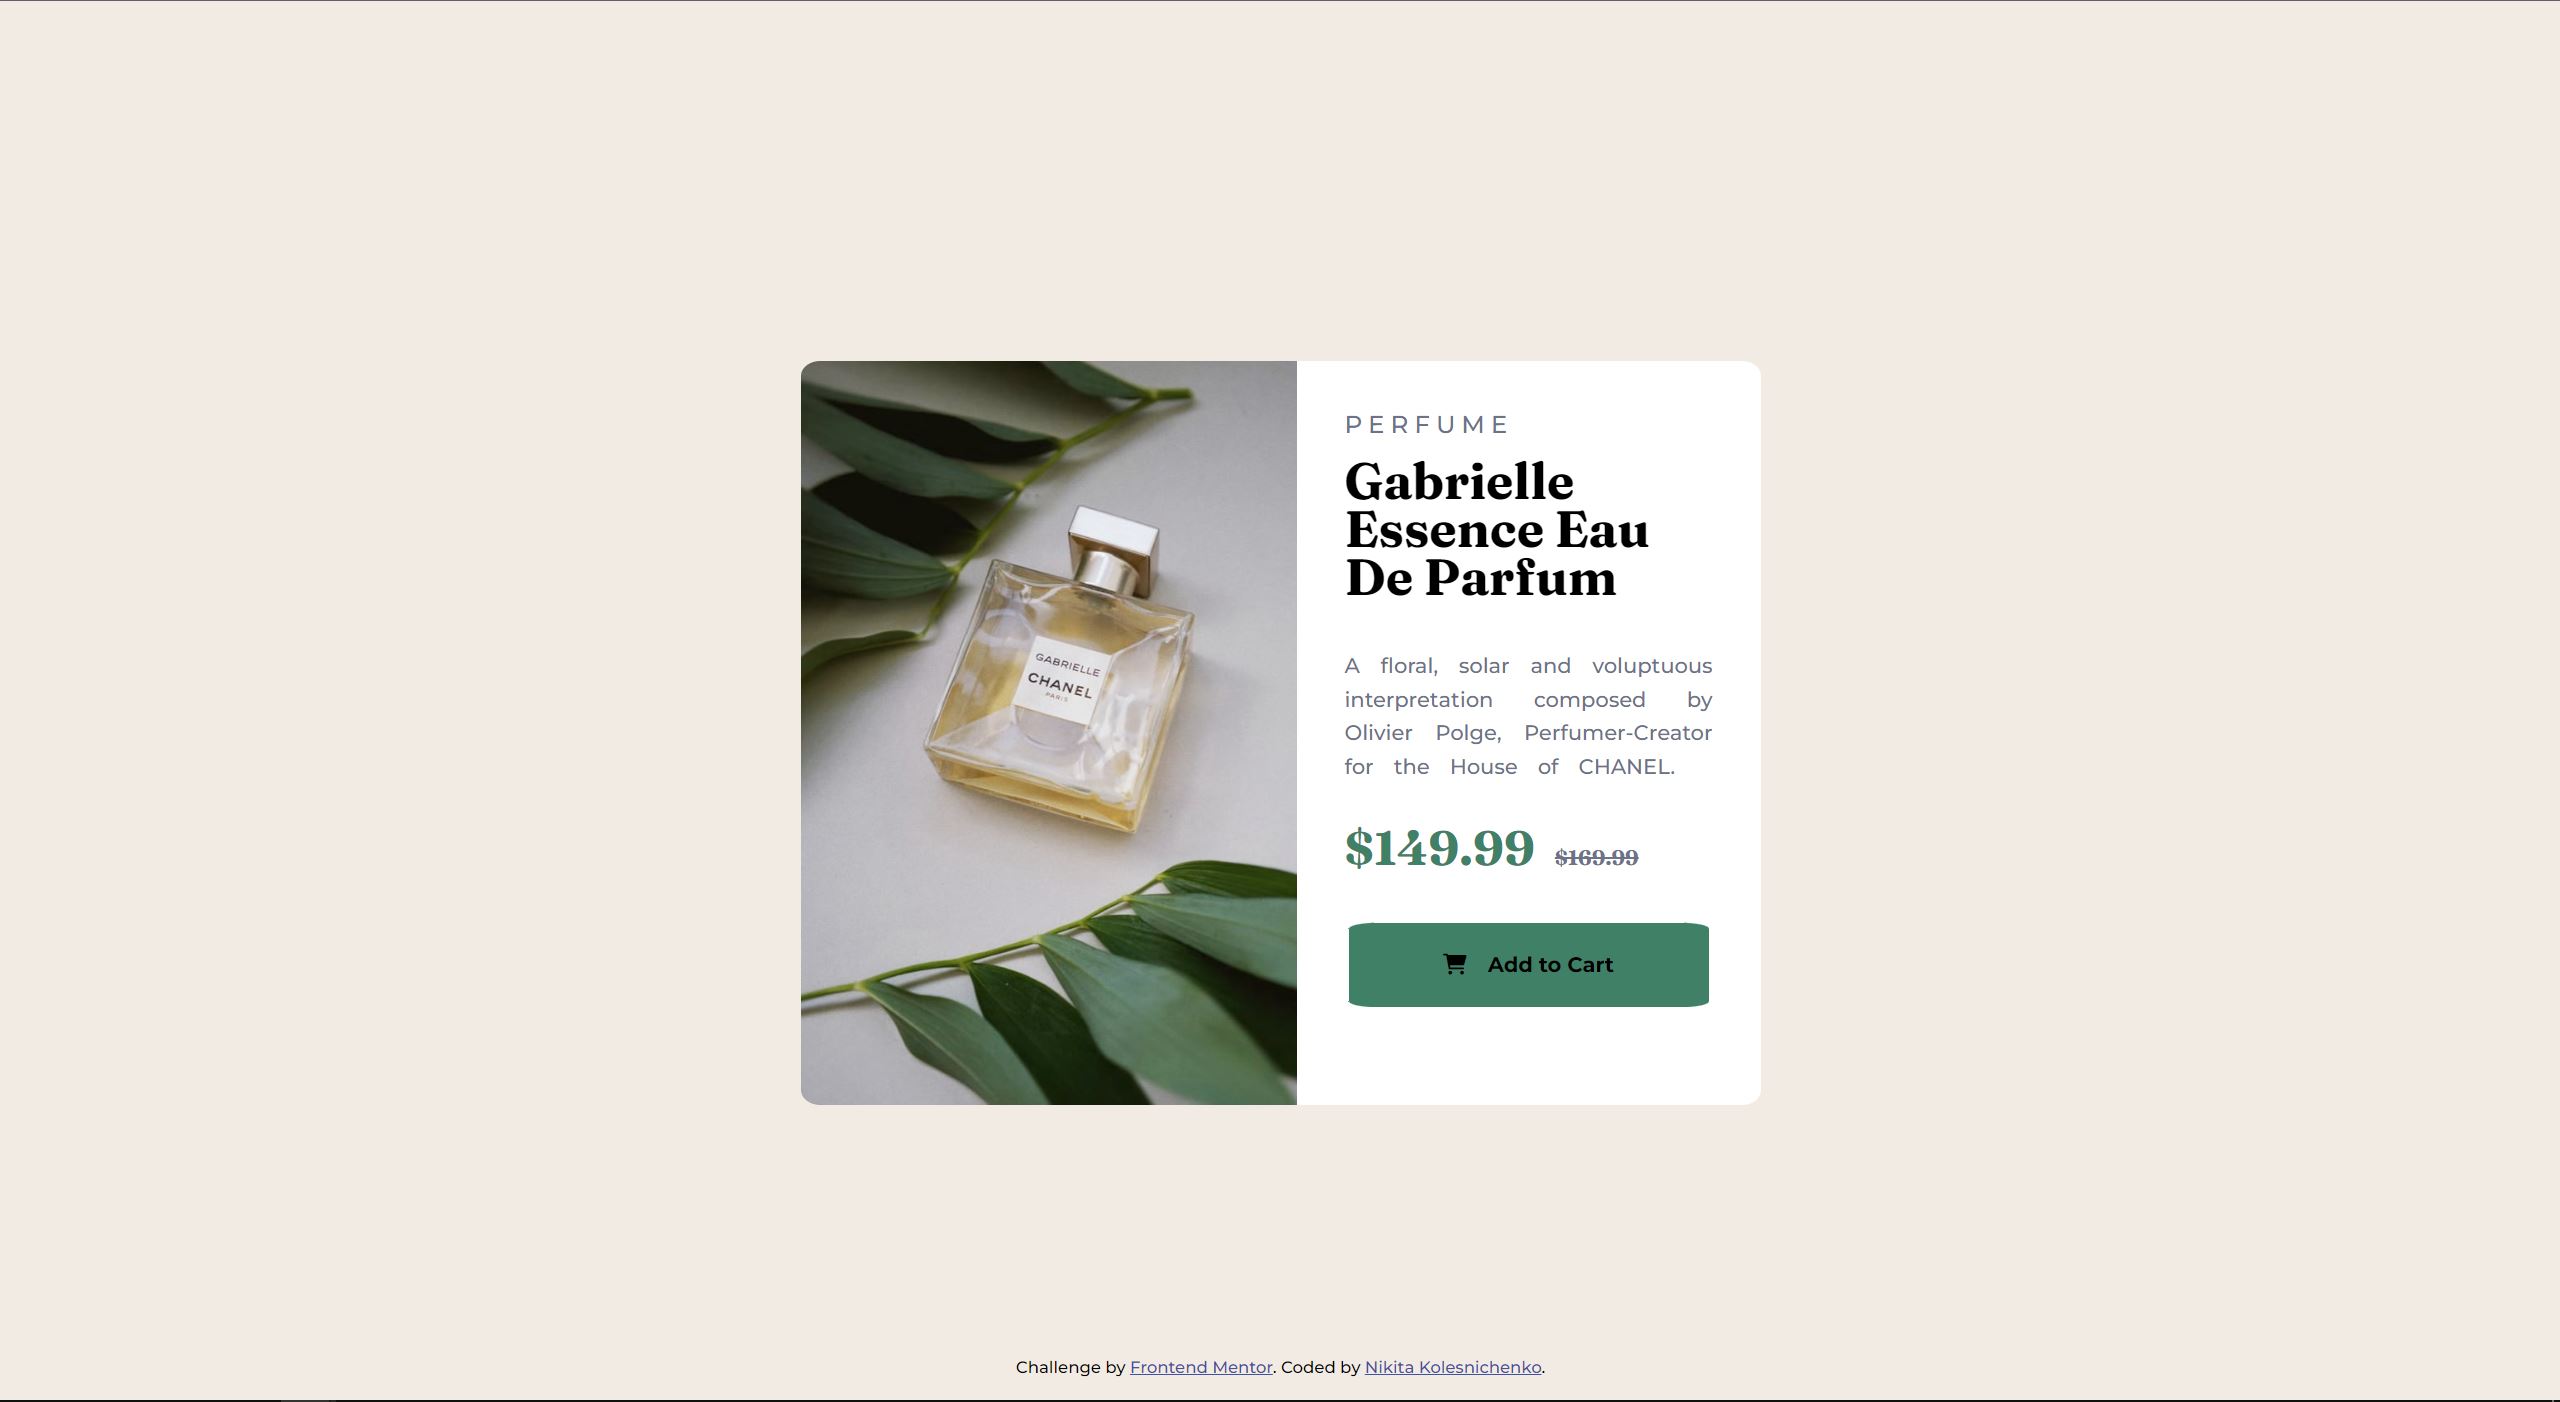 PERFUME
Gabrielle
Essence Eau
De Parfum
GABRIELLE
CHANEL
PARIS
A floral, solar and voluptuous
interpretation composed by
Olivier Polge, Perfumer-Creator
for the House of CHANEL.
$149.99 $169.99
Add to Cart
Challenge by Frontend Mentor. Coded by Nikita Kolesnichenko.